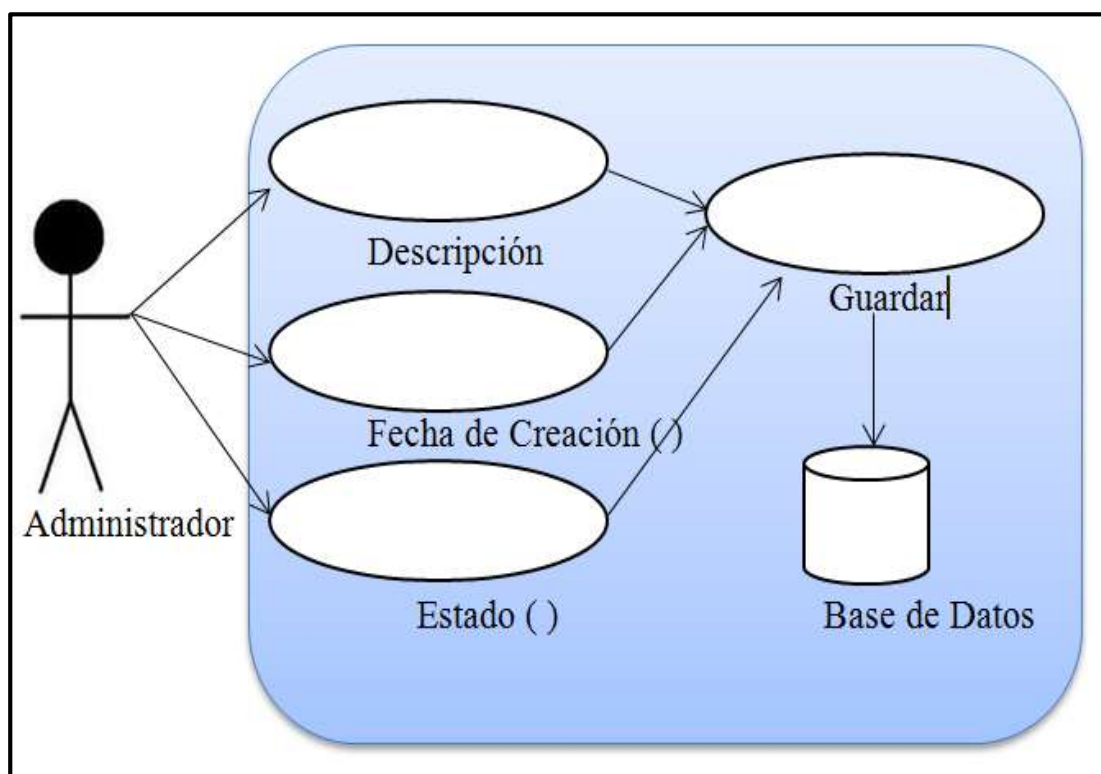 Descripción
Guardar
Fecha de Creación ( )
Administrador
Estado ( )
Base de Datos